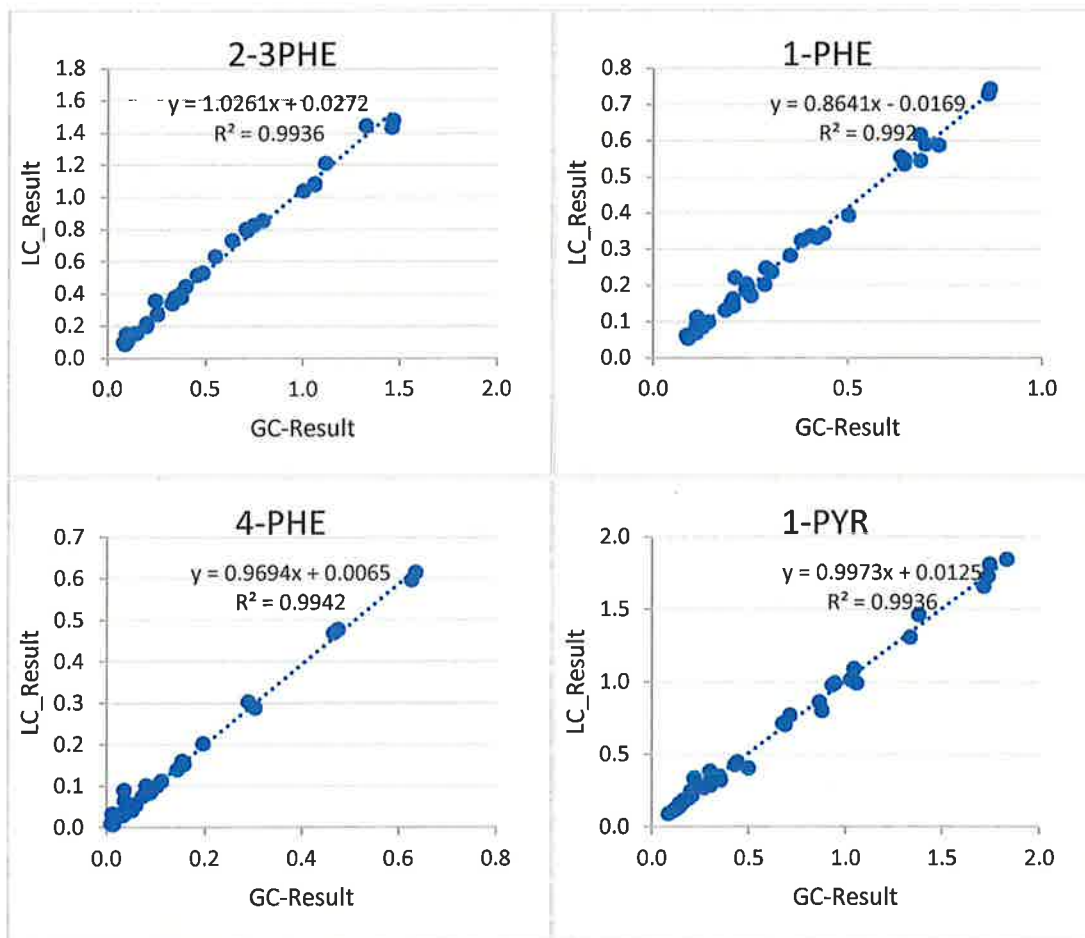 2-3PHE
y = 1.0261x + 0.0272
R² = 0.9936
LC_Result
1.8
1.6
1.4
1.2
1.0
0.8
0.6
0.4
0.2
0.0
0.0 0.5 1.0 1.5 2.0
GC-Result
1-PHE
y = 0.8641x - 0.0169
R² = 0.992
LC_Result
0.8
0.7
0.6
0.5
0.4
0.3
0.2
0.1
0.0
0.0 0.5 1.0
GC-Result
4-PHE
y = 0.9694x + 0.0065
R² = 0.9942
LC_Result
0.7
0.6
0.5
0.4
0.3
0.2
0.1
0.0
0.0 0.2 0.4 0.6 0.8
GC-Result
1-PYR
y = 0.9973x + 0.0125
R² = 0.9936
LC_Result
2.0
1.5
1.0
0.5
0.0
0.0 0.5 1.0 1.5 2.0
GC-Result